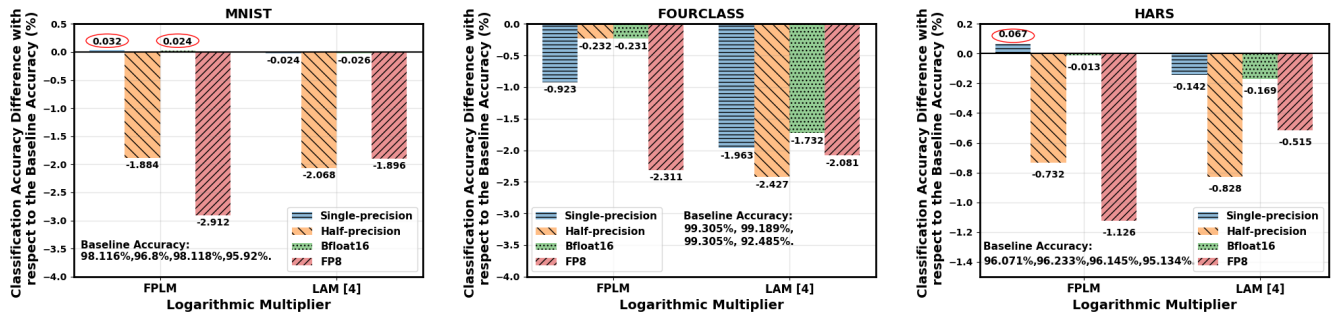 MNIST
Classification Accuracy Difference with
respect to the Baseline Accuracy (%)
0.5
0.0
−0.5
−1.0
−1.5
−2.0
−2.5
−3.0
−3.5
−4.0
0.032
0.024
-0.024
-0.026
-1.884
-2.912
-2.068
-1.896
Baseline Accuracy:
98.116%,96.8%,98.118%,95.92%.
Single-precision
Half-precision
Bfloat16
FP8
FPLM
LAM [4]
Logarithmic Multiplier
FOURCLASS
Classification Accuracy Difference with
respect to the Baseline Accuracy (%)
0.0
−0.5
−1.0
−1.5
−2.0
−2.5
−3.0
−3.5
−4.0
-0.232
-0.231
-0.923
-2.311
-1.963
-2.427
-1.732
-2.081
Single-precision
Half-precision
Bfloat16
FP8
Baseline Accuracy:
99.305%, 99.189%,
99.305%, 92.485%.
FPLM
LAM [4]
Logarithmic Multiplier
HARS
Classification Accuracy Difference with
respect to the Baseline Accuracy (%)
0.2
0.0
−0.2
−0.4
−0.6
−0.8
−1.0
−1.2
−1.4
0.067
-0.013
-0.732
-1.126
-0.142
-0.828
-0.169
-0.515
Single-precision
Half-precision
Bfloat16
FP8
Baseline Accuracy:
96.071%,96.233%,96.145%,95.134%.
FPLM
LAM [4]
Logarithmic Multiplier